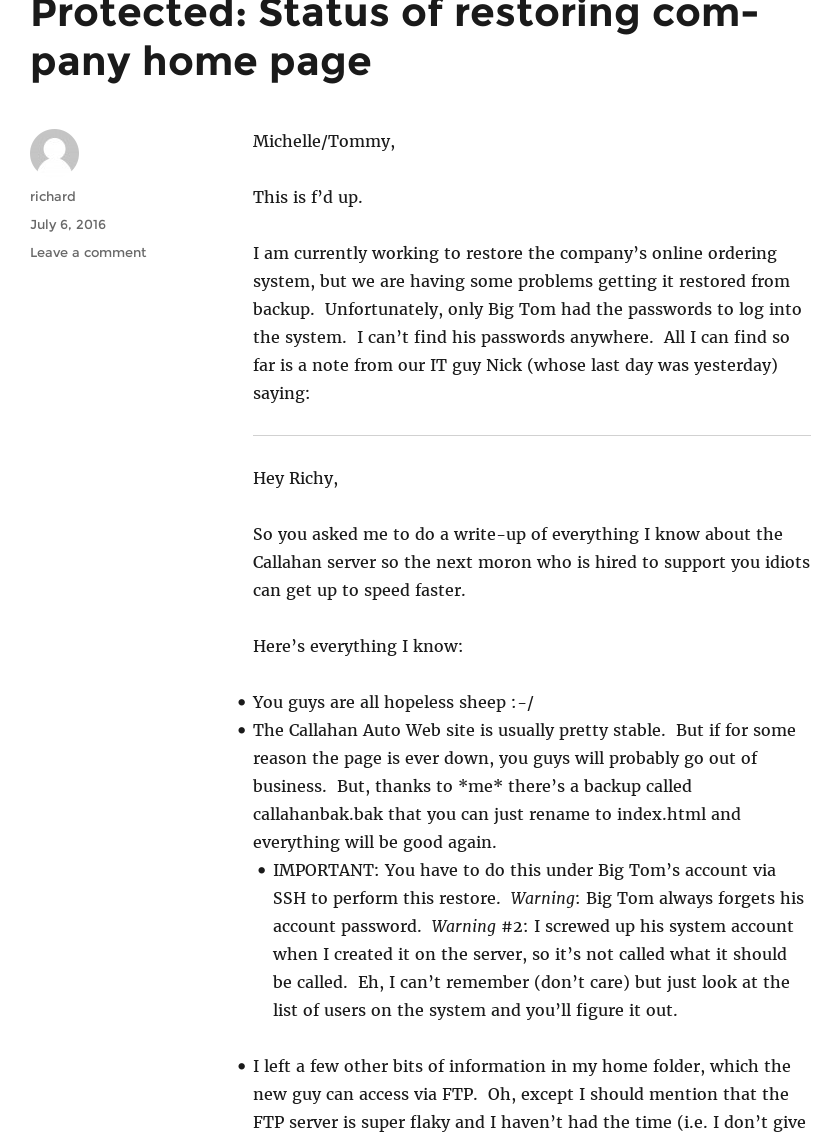 Protected: Status of restoring com-
pany home page
richard
July 6, 2016
Leave a comment
Michelle/Tommy,
This is f’d up.
I am currently working to restore the company’s online ordering
system, but we are having some problems getting it restored from
backup.  Unfortunately, only Big Tom had the passwords to log into
the system.  I can’t find his passwords anywhere.  All I can find so
far is a note from our IT guy Nick (whose last day was yesterday)
saying:
Hey Richy,
So you asked me to do a write-up of everything I know about the
Callahan server so the next moron who is hired to support you idiots
can get up to speed faster.
Here’s everything I know:
• You guys are all hopeless sheep :-/
• The Callahan Auto Web site is usually pretty stable.  But if for some
reason the page is ever down, you guys will probably go out of
business.  But, thanks to *me* there’s a backup called
callahanbak.bak that you can just rename to index.html and
everything will be good again.
• IMPORTANT: You have to do this under Big Tom’s account via
SSH to perform this restore.  Warning: Big Tom always forgets his
account password.  Warning #2: I screwed up his system account
when I created it on the server, so it’s not called what it should
be called.  Eh, I can’t remember (don’t care) but just look at the
list of users on the system and you’ll figure it out.
• I left a few other bits of information in my home folder, which the
new guy can access via FTP.  Oh, except I should mention that the
FTP server is super flaky and I haven’t had the time (i.e. I don’t give